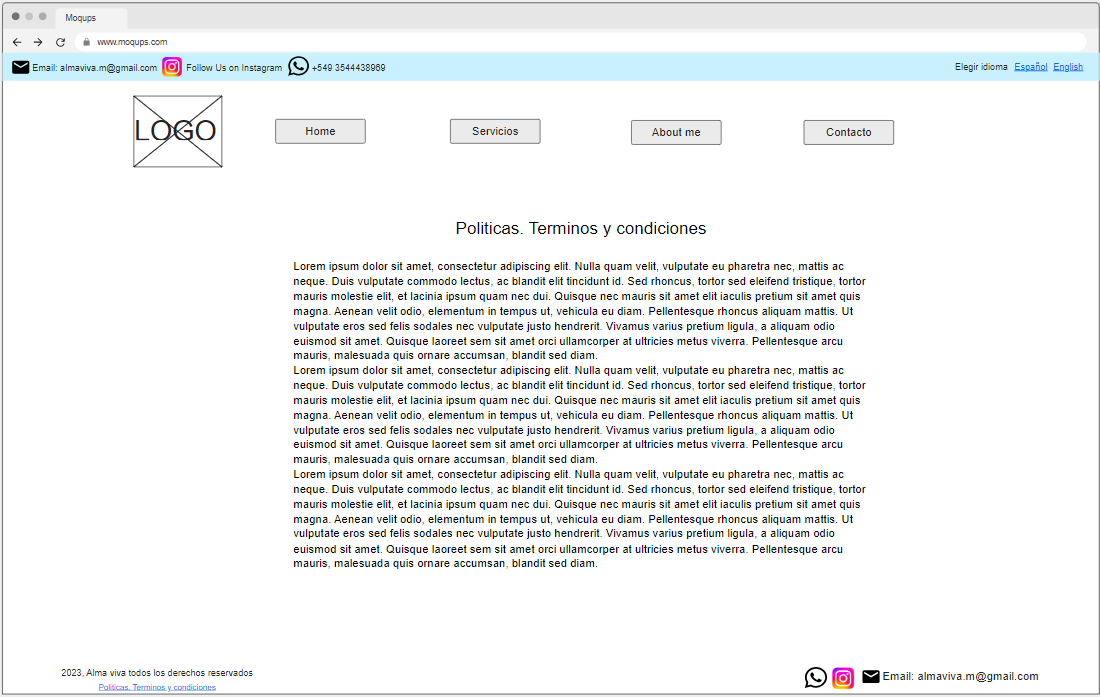 Moqups
www.moqups.com
Email: almaviva.m@gmail.com Follow Us on Instagram +549 3544438969 Elegir idioma Español English
LOGO Home Servicios About me Contacto
Politicas. Terminos y condiciones
Lorem ipsum dolor sit amet, consectetur adipiscing elit. Nulla quam velit, vulputate eu pharetra nec, mattis ac
neque. Duis vulputate commodo lectus, ac blandit elit tincidunt id. Sed rhoncus, tortor sed eleifend tristique, tortor
mauris molestie elit, et lacinia ipsum quam nec dui. Quisque nec mauris sit amet elit iaculis pretium sit amet quis
magna. Aenean velit odio, elementum in tempus ut, vehicula eu diam. Pellentesque rhoncus aliquam mattis. Ut
vulputate eros sed felis sodales nec vulputate justo hendrerit. Vivamus varius pretium ligula, a aliquam odio
euismod sit amet. Quisque laoreet sem sit amet orci ullamcorper at ultricies metus viverra. Pellentesque arcu
mauris, malesuada quis ornare accumsan, blandit sed diam.
Lorem ipsum dolor sit amet, consectetur adipiscing elit. Nulla quam velit, vulputate eu pharetra nec, mattis ac
neque. Duis vulputate commodo lectus, ac blandit elit tincidunt id. Sed rhoncus, tortor sed eleifend tristique, tortor
mauris molestie elit, et lacinia ipsum quam nec dui. Quisque nec mauris sit amet elit iaculis pretium sit amet quis
magna. Aenean velit odio, elementum in tempus ut, vehicula eu diam. Pellentesque rhoncus aliquam mattis. Ut
vulputate eros sed felis sodales nec vulputate justo hendrerit. Vivamus varius pretium ligula, a aliquam odio
euismod sit amet. Quisque laoreet sem sit amet orci ullamcorper at ultricies metus viverra. Pellentesque arcu
mauris, malesuada quis ornare accumsan, blandit sed diam.
Lorem ipsum dolor sit amet, consectetur adipiscing elit. Nulla quam velit, vulputate eu pharetra nec, mattis ac
neque. Duis vulputate commodo lectus, ac blandit elit tincidunt id. Sed rhoncus, tortor sed eleifend tristique, tortor
mauris molestie elit, et lacinia ipsum quam nec dui. Quisque nec mauris sit amet elit iaculis pretium sit amet quis
magna. Aenean velit odio, elementum in tempus ut, vehicula eu diam. Pellentesque rhoncus aliquam mattis. Ut
vulputate eros sed felis sodales nec vulputate justo hendrerit. Vivamus varius pretium ligula, a aliquam odio
euismod sit amet. Quisque laoreet sem sit amet orci ullamcorper at ultricies metus viverra. Pellentesque arcu
mauris, malesuada quis ornare accumsan, blandit sed diam.
2023, Alma viva todos los derechos reservados
Politicas. Terminos y condiciones
Email: almaviva.m@gmail.com